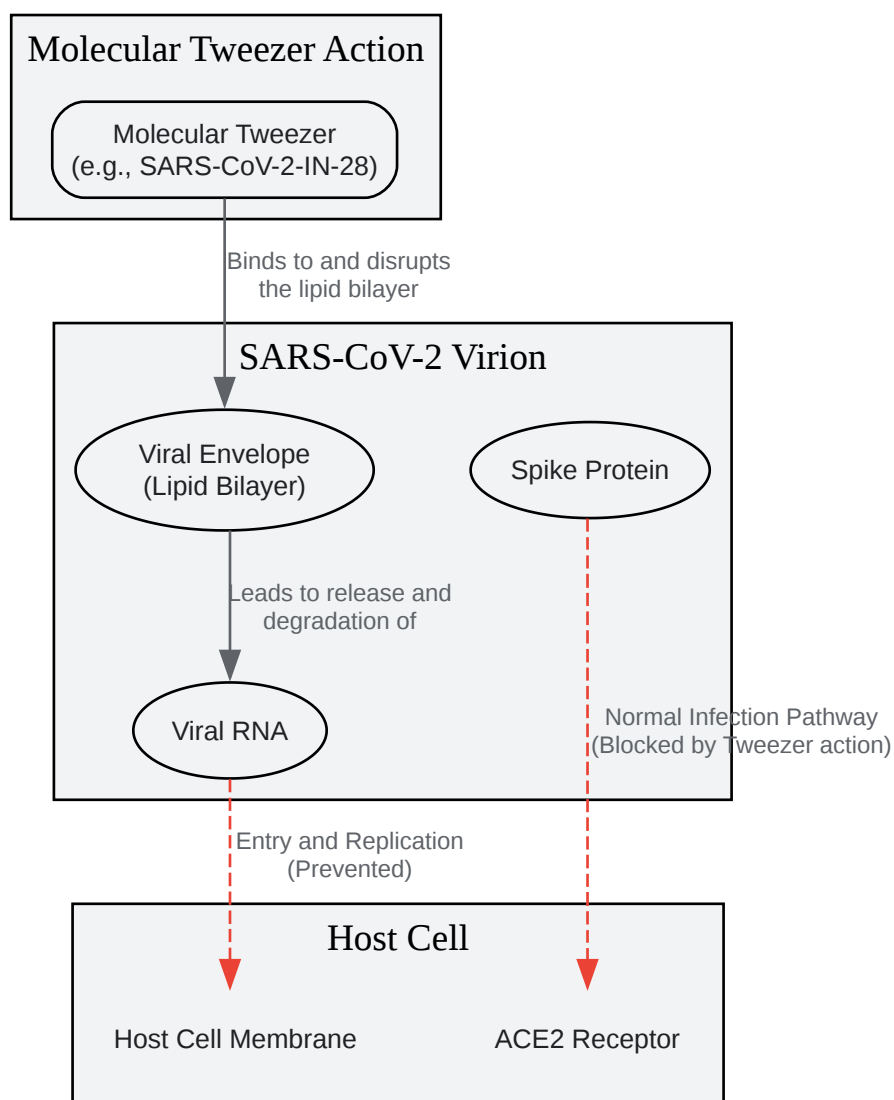 Molecular Tweezer Action
Molecular Tweezer
(e.g., SARS-CoV-2-IN-28)
Binds to and disrupts
the lipid bilayer
SARS-CoV-2 Virion
Viral Envelope
(Lipid Bilayer)
Spike Protein
Leads to release and
degradation of
Viral RNA
Normal Infection Pathway
(Blocked by Tweezer action)
Entry and Replication
(Prevented)
Host Cell
Host Cell Membrane
ACE2 Receptor